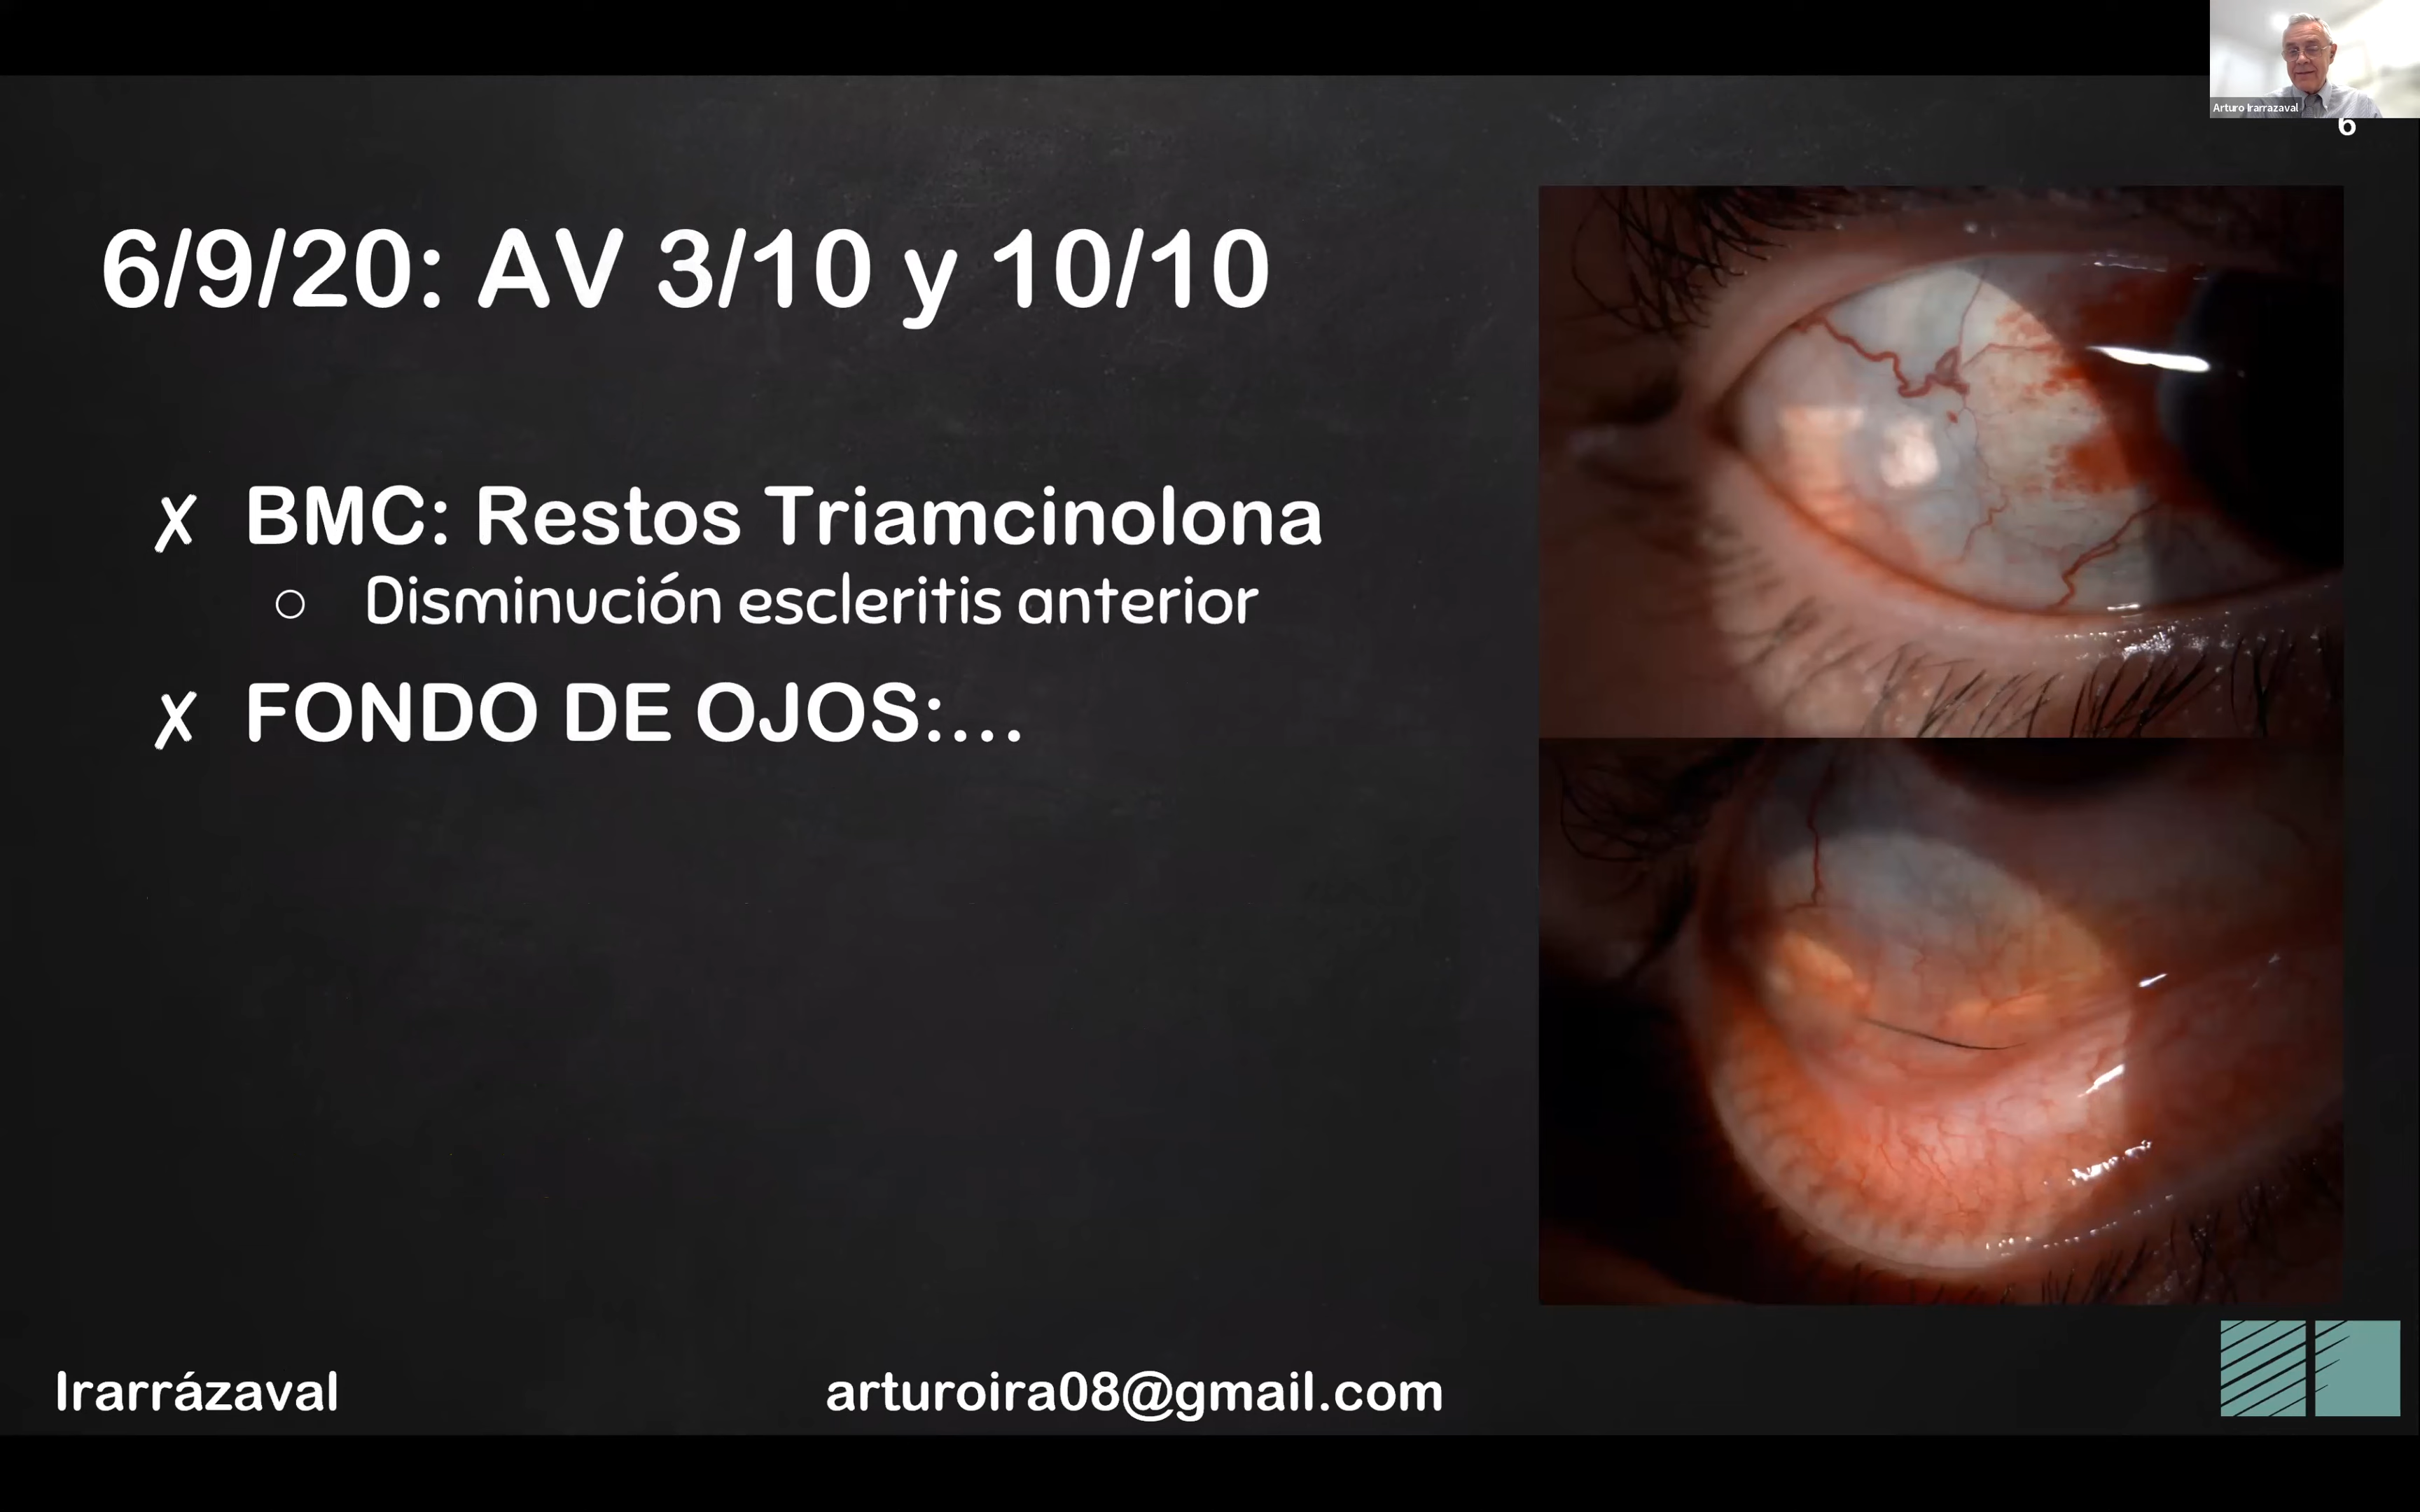 Arturo Irarrazaval
6
6/9/20: AV 3/10 y 10/10
✗ BMC: Restos Triamcinolona
○ Disminución escleritis anterior
✗ FONDO DE OJOS:...
Irarrázaval
arturoira08@gmail.com